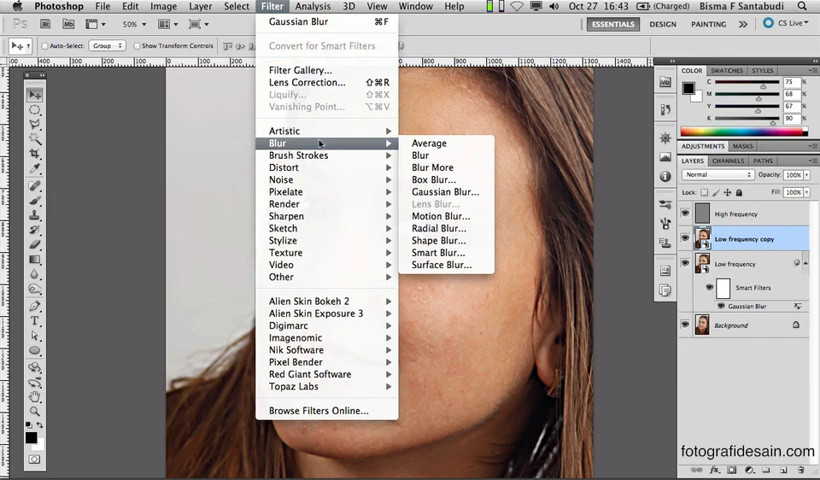 Photoshop File Edit Image Layer Select Filter Analysis 3D View Window Help (Charged) Oct 27 16:43 Bisma F Santabudi
Ps Br Mb 50% ESSENTIALS DESIGN PAINTING CS Live
Auto-Select: Group Show Transform Controls
Gaussian Blur ⌘F
Convert for Smart Filters
Filter Gallery...
Lens Correction... ⇧⌘R
Liquify... ⇧⌘X
Vanishing Point... ⌥⌘V
Artistic
Blur
Brush Strokes
Distort
Noise
Pixelate
Render
Sharpen
Sketch
Stylize
Texture
Video
Other
Alien Skin Bokeh 2
Alien Skin Exposure 3
Digimarc
Imagenomic
Nik Software
Pixel Bender
Red Giant Software
Topaz Labs
Browse Filters Online...
Average
Blur
Blur More
Box Blur...
Gaussian Blur...
Lens Blur...
Motion Blur...
Radial Blur...
Shape Blur...
Smart Blur...
Surface Blur...
COLOR SWATCHES STYLES
C 75 %
M 68 %
Y 67 %
K 90 %
ADJUSTMENTS MASKS
LAYERS CHANNELS PATHS
Normal Opacity: 100%
Lock: Fill: 100%
High frequency
Low frequency copy
Low frequency
Smart Filters
Gaussian Blur
Background
fotografidesain.com